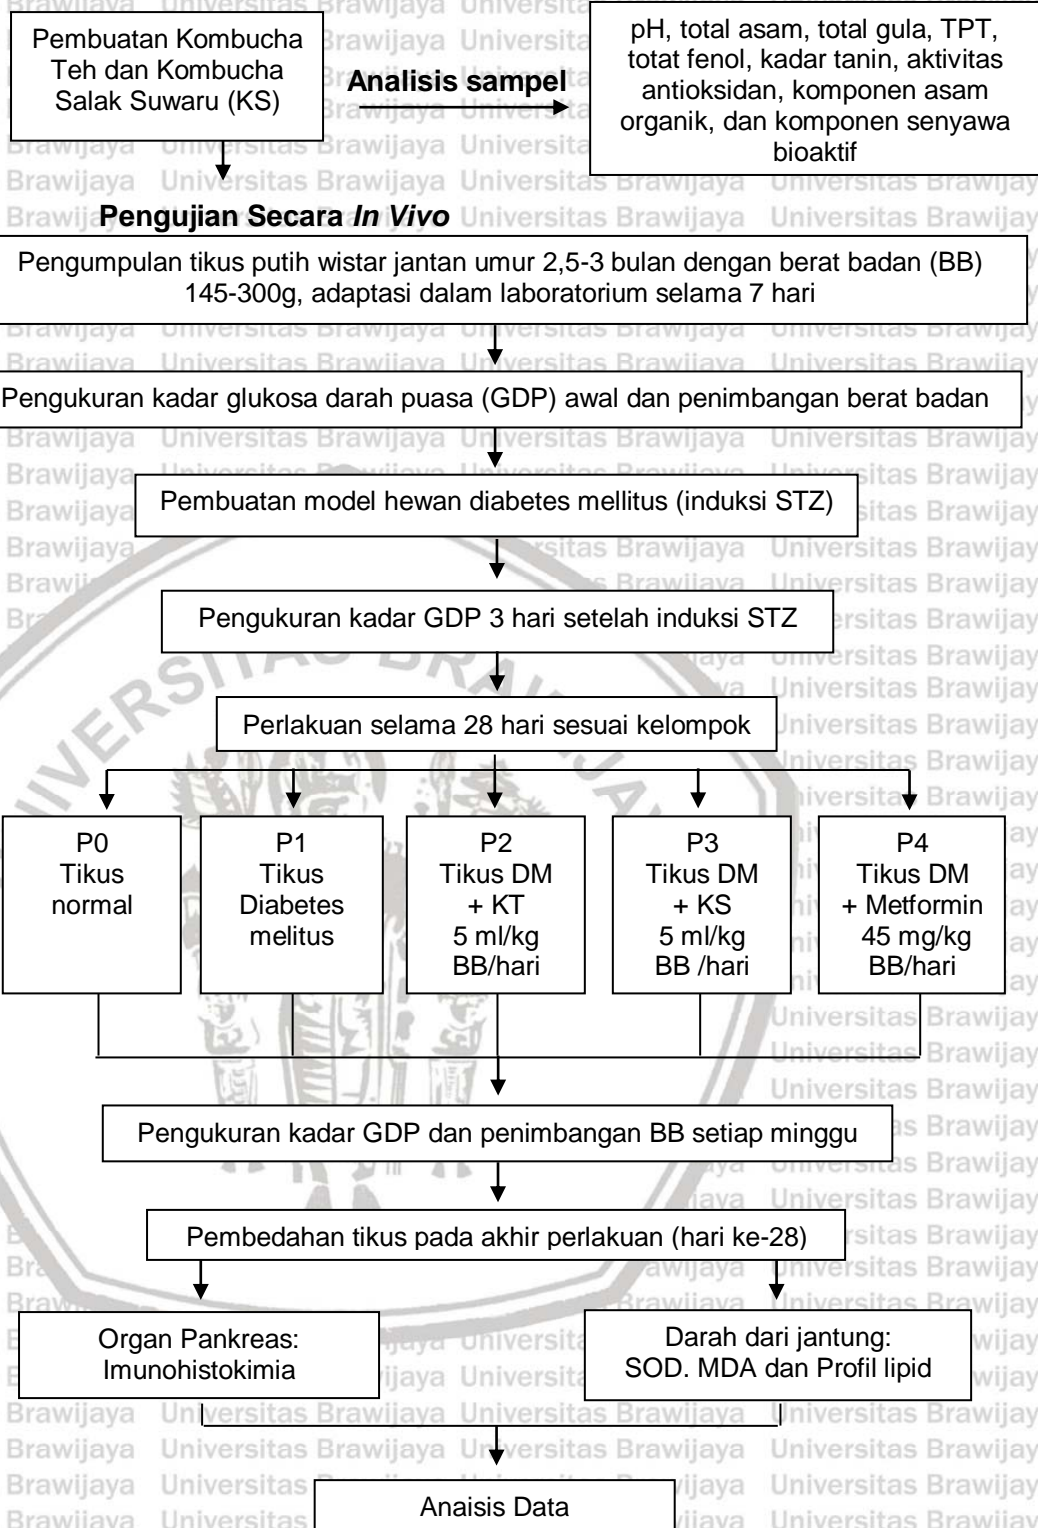 Pembuatan Kombucha
Teh dan Kombucha
Salak Suwaru (KS)
Analisis sampel
pH, total asam, total gula, TPT,
totat fenol, kadar tanin, aktivitas
antioksidan, komponen asam
organik, dan komponen senyawa
bioaktif
Pengujian Secara In Vivo
Pengumpulan tikus putih wistar jantan umur 2,5-3 bulan dengan berat badan (BB)
145-300g, adaptasi dalam laboratorium selama 7 hari
Pengukuran kadar glukosa darah puasa (GDP) awal dan penimbangan berat badan
Pembuatan model hewan diabetes mellitus (induksi STZ)
Pengukuran kadar GDP 3 hari setelah induksi STZ
Perlakuan selama 28 hari sesuai kelompok
P0
Tikus
normal
P1
Tikus
Diabetes
melitus
P2
Tikus DM
+ KT
5 ml/kg
BB/hari
P3
Tikus DM
+ KS
5 ml/kg
BB /hari
P4
Tikus DM
+ Metformin
45 mg/kg
BB/hari
Pengukuran kadar GDP dan penimbangan BB setiap minggu
Pembedahan tikus pada akhir perlakuan (hari ke-28)
Organ Pankreas:
Imunohistokimia
Darah dari jantung:
SOD. MDA dan Profil lipid
Anaisis Data